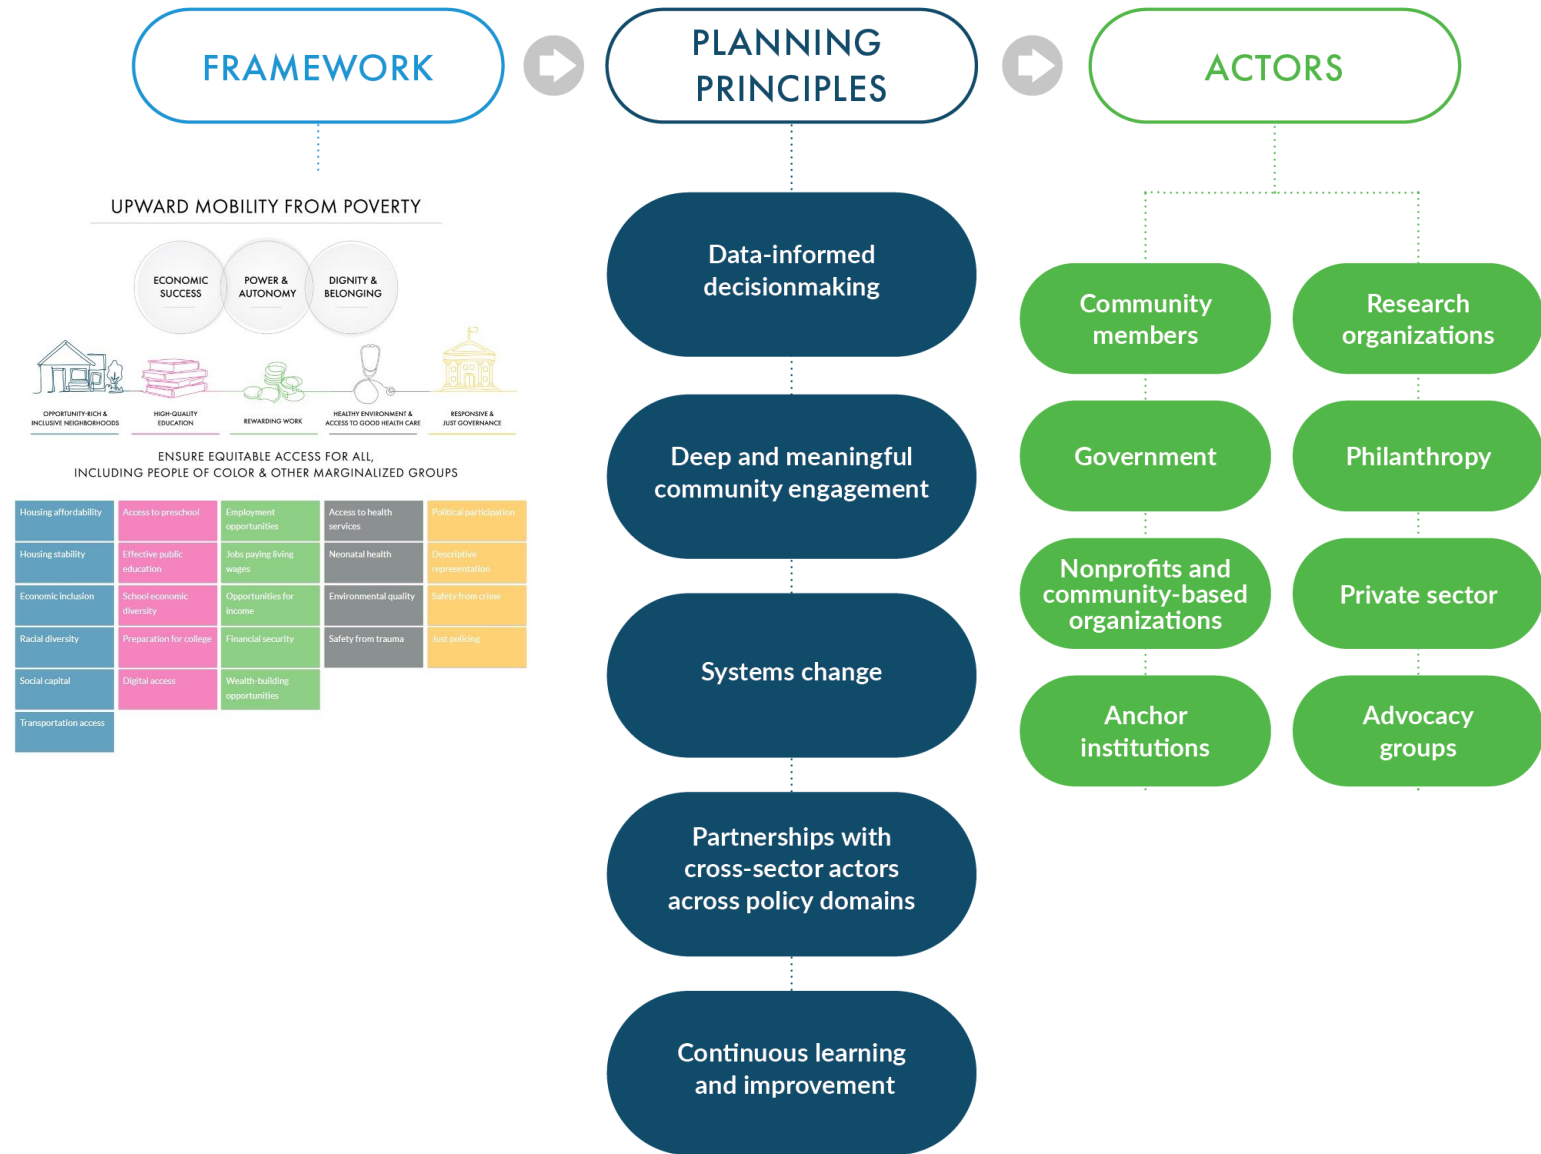 FRAMEWORK
PLANNING
PRINCIPLES
ACTORS
UPWARD MOBILITY FROM POVERTY
ECONOMIC
SUCCESS
POWER &
AUTONOMY
DIGNITY &
BELONGING
OPPORTUNITY-RICH &
INCLUSIVE NEIGHBORHOODS
HIGH-QUALITY
EDUCATION
REWARDING WORK
HEALTHY ENVIRONMENT &
ACCESS TO GOOD HEALTH CARE
RESPONSIVE &
JUST GOVERNANCE
ENSURE EQUITABLE ACCESS FOR ALL,
INCLUDING PEOPLE OF COLOR & OTHER MARGINALIZED GROUPS
Housing affordability
Housing stability
Economic inclusion
Racial diversity
Social capital
Transportation access
Access to preschool
Effective public
education
School economic
diversity
Preparation for college
Digital access
Employment
opportunities
Jobs paying living
wages
Opportunities for
income
Financial security
Wealth-building
opportunities
Access to health
services
Neonatal health
Environmental quality
Safety from trauma
Political participation
Descriptive
representation
Safety from crime
Just policing
Data-informed
decisionmaking
Deep and meaningful
community engagement
Systems change
Partnerships with
cross-sector actors
across policy domains
Continuous learning
and improvement
Community
members
Government
Nonprofits and
community-based
organizations
Anchor
institutions
Research
organizations
Philanthropy
Private sector
Advocacy
groups